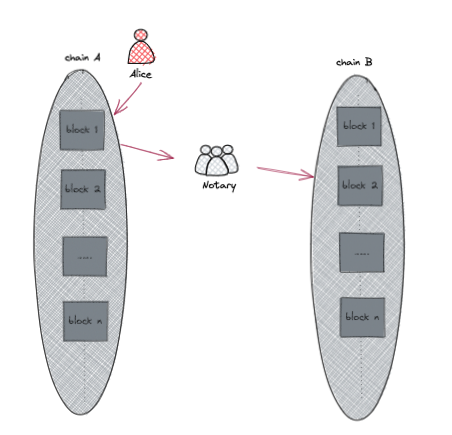 chain A
Alice
chain B
block 1
block 1
Notary
block 2
block 2
.....
.....
block n
block n